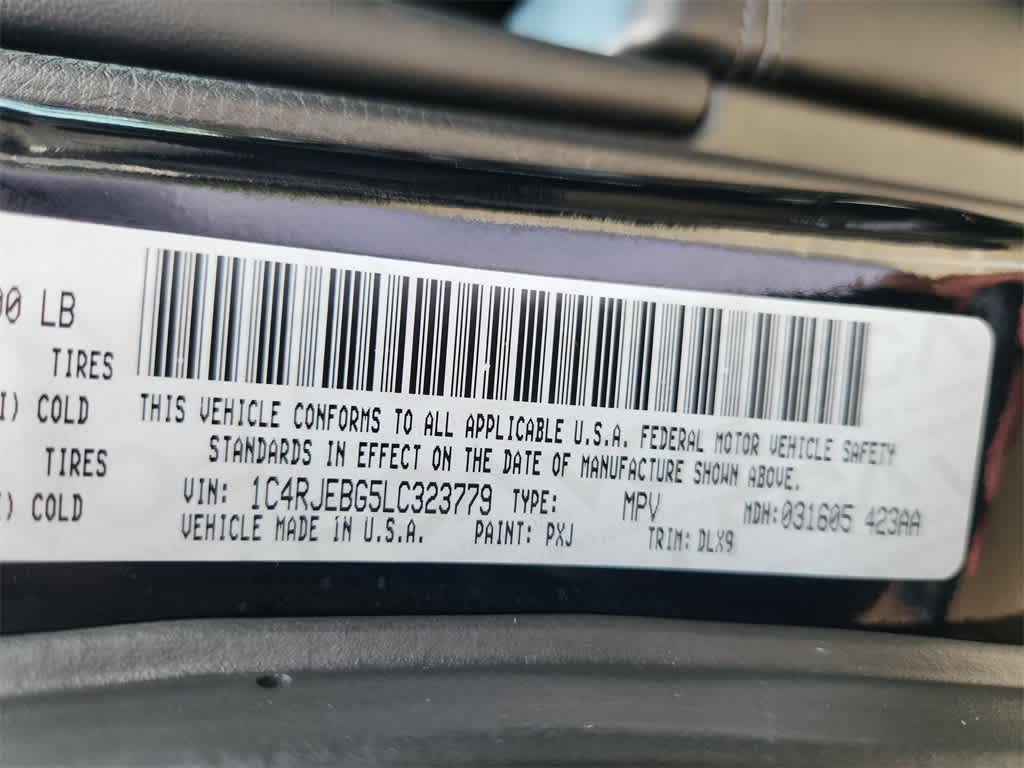 00 LB
TIRES
I) COLD
TIRES
I) COLD
THIS VEHICLE CONFORMS TO ALL APPLICABLE U.S.A. FEDERAL MOTOR VEHICLE SAFETY
STANDARDS IN EFFECT ON THE DATE OF MANUFACTURE SHOWN ABOVE.
VIN: 1C4RJEBG5LC323779 TYPE: MPV MDH:031605 423AA
VEHICLE MADE IN U.S.A. PAINT: PXJ TRIM: DLX9